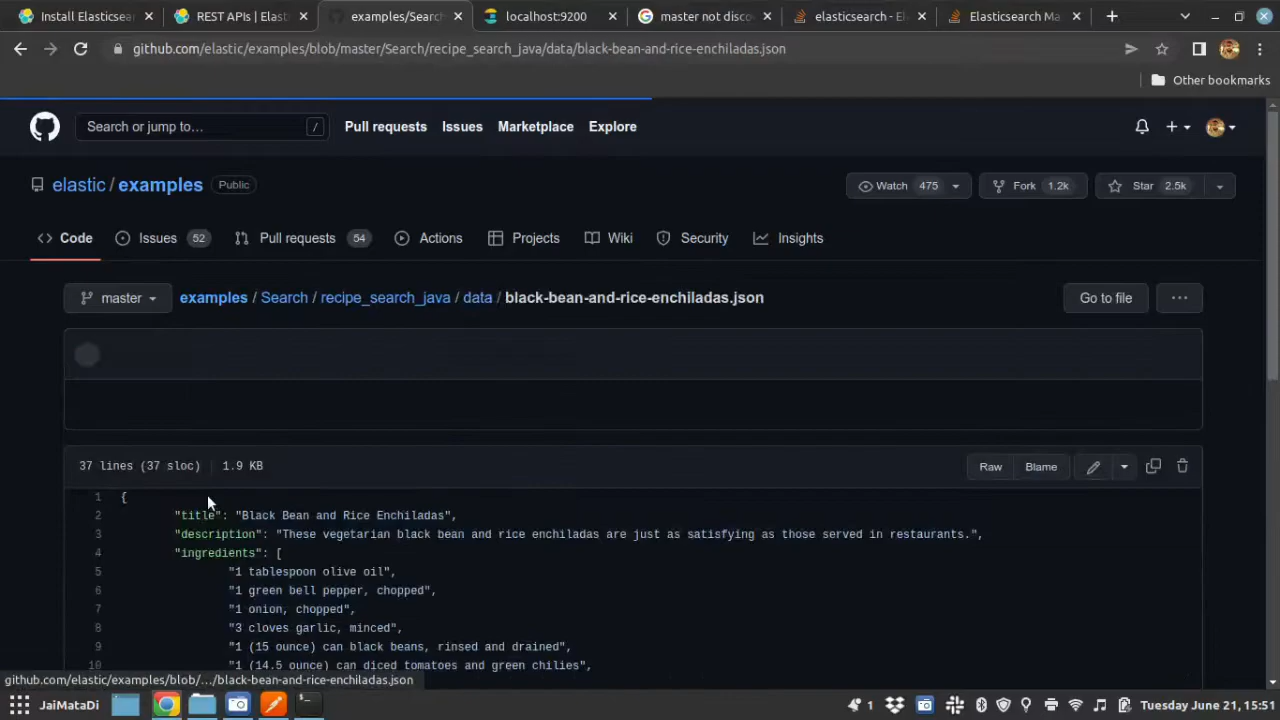 Install Elasticsear
REST APIs | Elast
examples/Searc
localhost:9200
master not disco
elasticsearch - El
Elasticsearch Ma
github.com/elastic/examples/blob/master/Search/recipe_search_java/data/black-bean-and-rice-enchiladas.json
Other bookmarks
Search or jump to…
/
Pull requests
Issues
Marketplace
Explore
elastic / examples
Public
Watch 475
Fork 1.2k
Star 2.5k
Code
Issues 52
Pull requests 54
Actions
Projects
Wiki
Security
Insights
master
examples / Search / recipe_search_java / data / black-bean-and-rice-enchiladas.json
Go to file
37 lines (37 sloc) 1.9 KB
Raw
Blame
1 {
2 "title": "Black Bean and Rice Enchiladas",
3 "description": "These vegetarian black bean and rice enchiladas are just as satisfying as those served in restaurants.",
4 "ingredients": [
5 "1 tablespoon olive oil",
6 "1 green bell pepper, chopped",
7 "1 onion, chopped",
8 "3 cloves garlic, minced",
9 "1 (15 ounce) can black beans, rinsed and drained",
10 "1 (14.5 ounce) can diced tomatoes and green chilies",
github.com/elastic/examples/blob/.../black-bean-and-rice-enchiladas.json
JaiMataDi
1
Tuesday June 21, 15:51